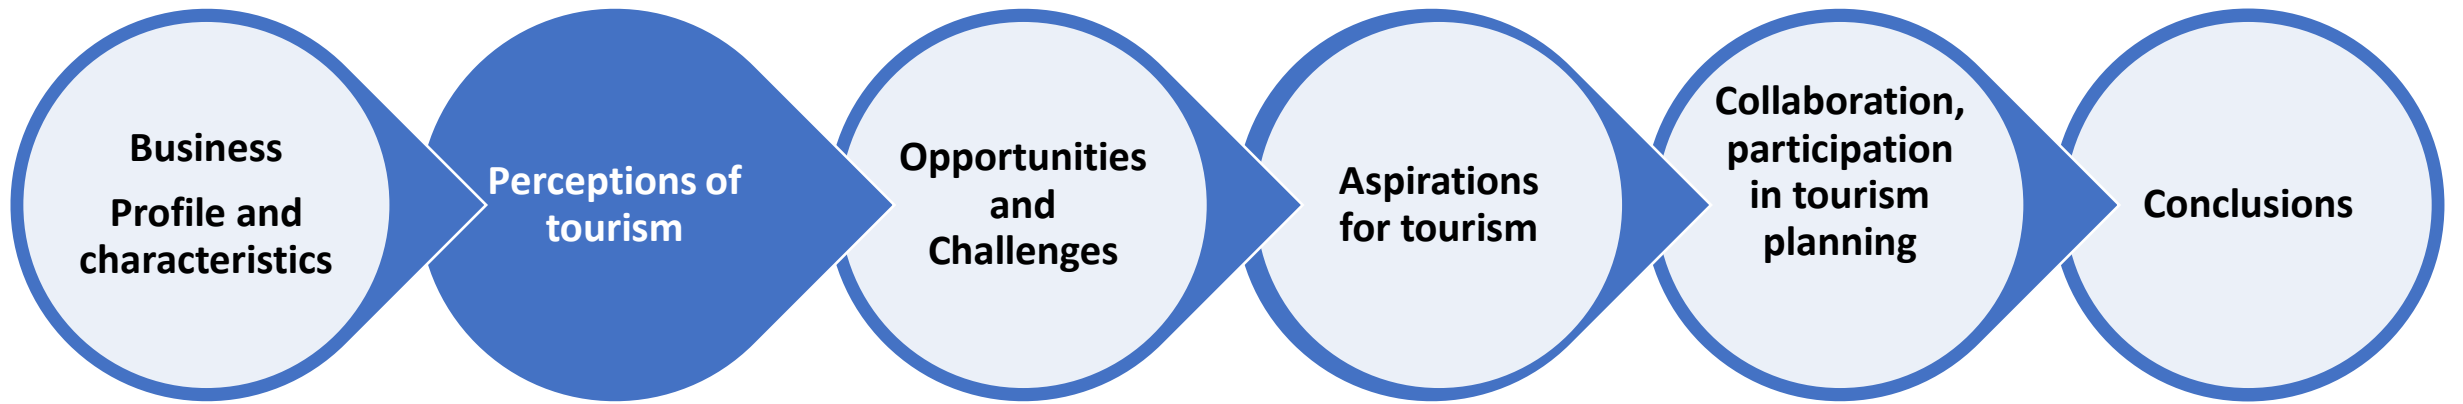 Business
Profile and
characteristics
Perceptions of
tourism
Opportunities
and
Challenges
Aspirations
for tourism
Collaboration,
participation
in tourism
planning
Conclusions